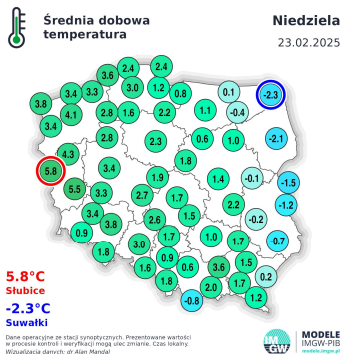 Średnia dobowa
temperatura
Niedziela
23.02.2025
3.6 2.4 2.4
3.8 3.4 3.3 3.0 1.2 0.8 0.1 -2.3
3.4 4.1 2.8 1.6 2.2 1.1 -0.4
4.3 2.8 2.3 0.6 1.0 -2.1
5.8 3.4 1.8
5.5 3.3 1.9 1.4 -0.1 -1.5
2.7 1.7 2.2 -1.2
3.4 3.8 2.6 1.5 -0.2
0.9 1.7 1.0 1.7 0.7
1.8 3.0 0.9
1.6 0.6 3.6 1.5 0.2
1.8 2.0 1.7
-0.8 1.2
5.8°C
Słubice
-2.3°C
Suwałki
Dane operacyjne ze stacji synoptycznych. Prezentowane wartości
w procesie kontroli i weryfikacji mogą ulec zmianie. Czas lokalny.
Wizualizacja danych: dr Alan Mandal
IMGW
MODELE
IMGW-PIB
modele.imgw.pl